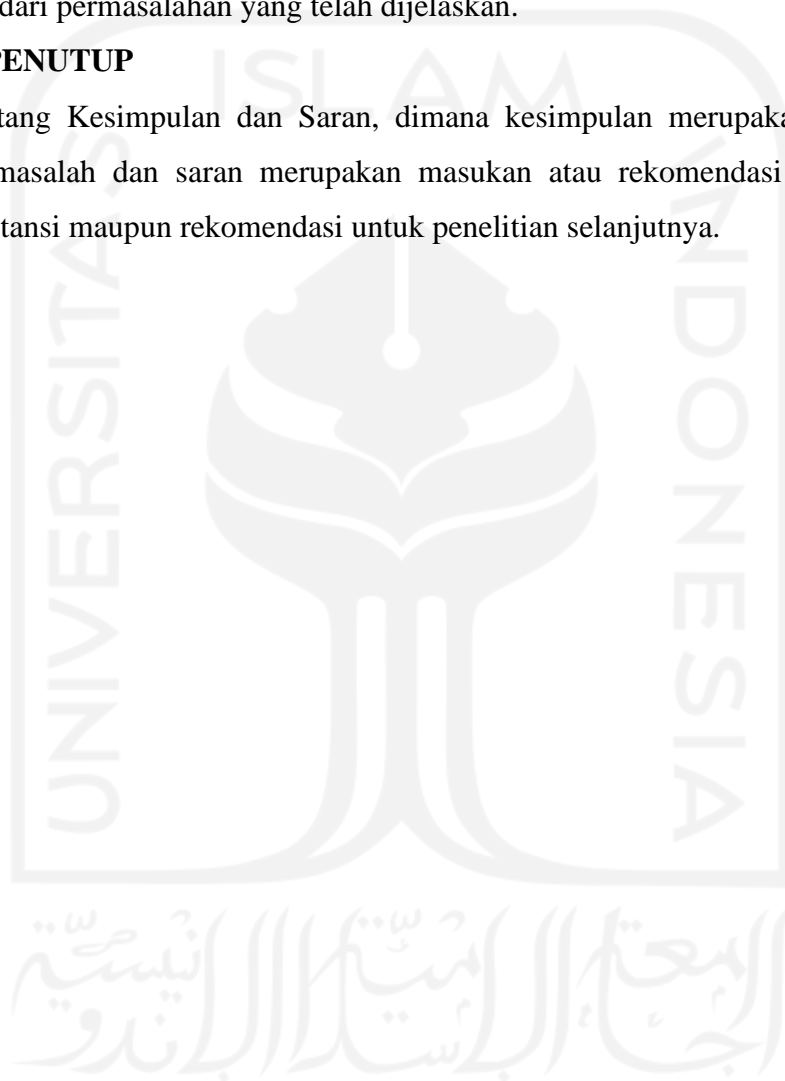 dari permasalahan yang telah dijelaskan.
PENUTUP
tang Kesimpulan dan Saran, dimana kesimpulan merupaka
masalah dan saran merupakan masukan atau rekomendasi
tansi maupun rekomendasi untuk penelitian selanjutnya.
ISLAM
UNIVERSITAS
INDONESIA